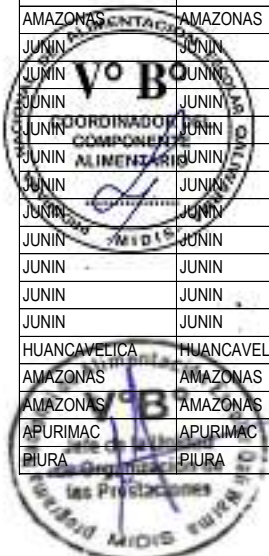 AMAZONAS AMAZONAS
JUNIN JUNIN
JUNIN JUNIN
JUNIN JUNIN
JUNIN JUNIN
JUNIN JUNIN
JUNIN JUNIN
JUNIN JUNIN
JUNIN JUNIN
JUNIN JUNIN
JUNIN JUNIN
JUNIN JUNIN
HUANCAVELICA HUANCAVEL
AMAZONAS AMAZONAS
AMAZONAS AMAZONAS
APURIMAC APURIMAC
PIURA PIURA
V° B°
COORDINADOR DEL
COMPONENTE
ALIMENTARIO
MIDIS
V° B°
las Prestaciones
MIDIS